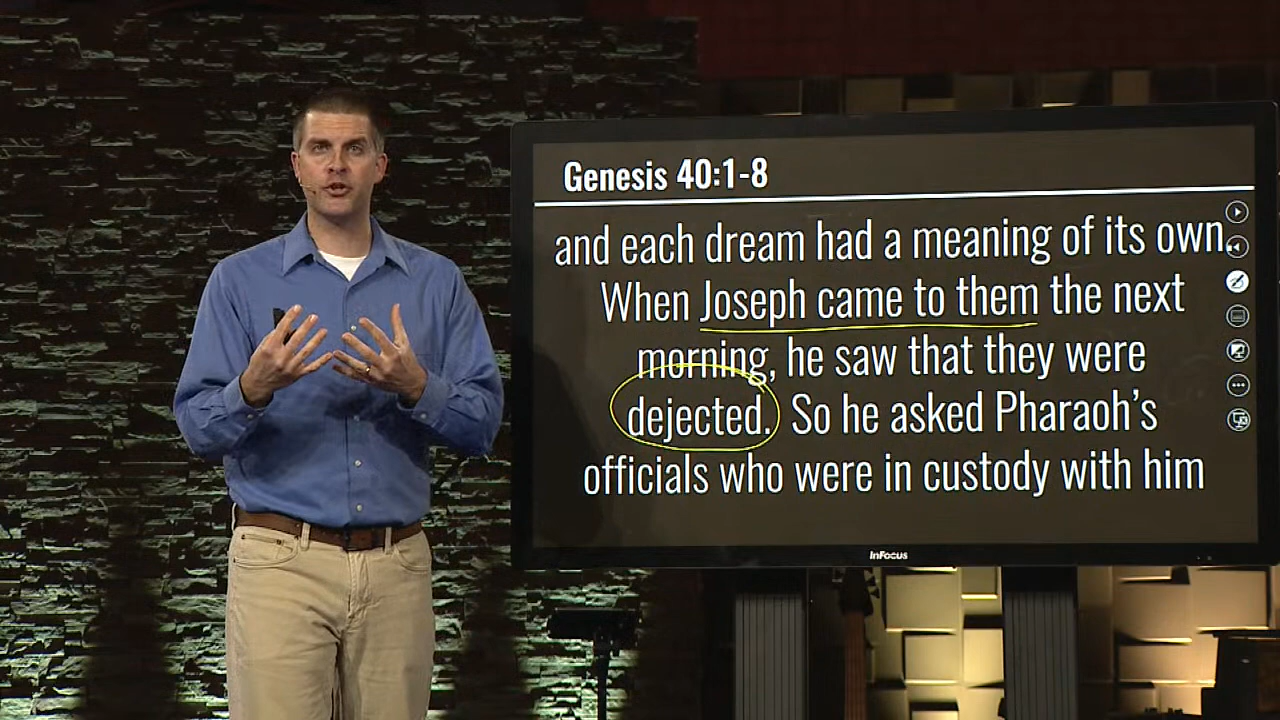 Genesis 40:1-8
and each dream had a meaning of its own.
When Joseph came to them the next
morning, he saw that they were
dejected. So he asked Pharaoh’s
officials who were in custody with him
InFocus